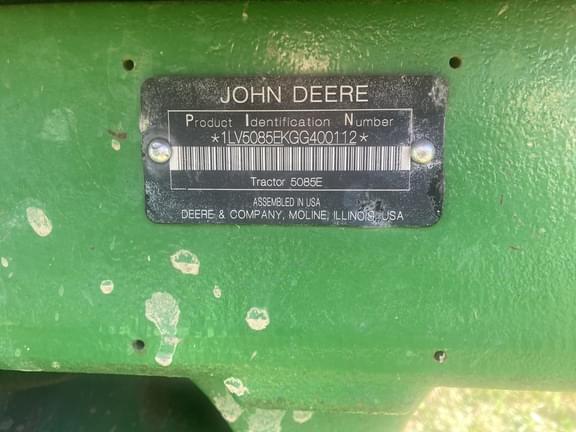 JOHN DEERE
Product Identification Number
*1LV5085EKGG400112*
Tractor 5085E
ASSEMBLED IN USA
DEERE & COMPANY, MOLINE, ILLINOIS, USA